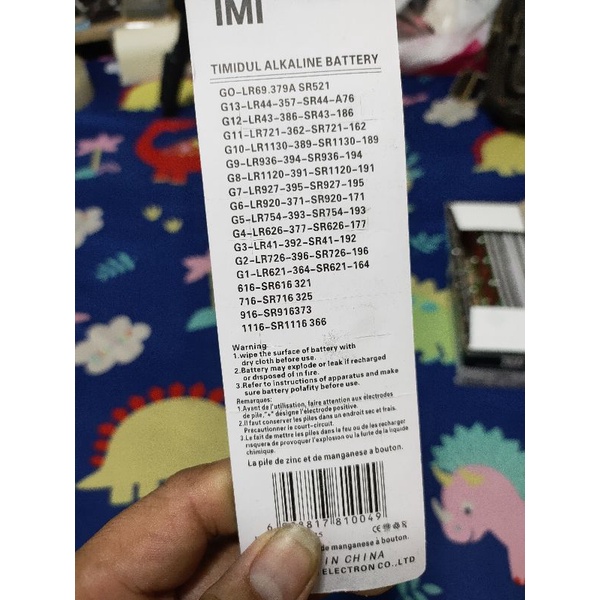 IMI
TIMIDUL ALKALINE BATTERY
GO-LR69.379A SR521
G13-LR44-357-SR44-A76
G12-LR43-386-SR43-186
G11-LR721-362-SR721-162
G10-LR1130-389-SR1130-189
G9-LR936-394-SR936-194
G8-LR1120-391-SR1120-191
G7-LR927-395-SR927-195
G6-LR920-371-SR920-171
G5-LR754-393-SR754-193
G4-LR626-377-SR626-177
G3-LR41-392-SR41-192
G2-LR726-396-SR726-196
G1-LR621-364-SR621-164
616-SR616 321
716-SR716 325
916-SR916373
1116-SR1116 366
Warning
1.wipe the surface of battery with
dry cloth before use.
2.Battery may explode or leak if recharged
or disposed of in fire.
3.Refer to instructions of apparatus and make
sure battery polafity before use.
Remarques:
1.Avant de l'utilisation, faire attention aux electrodes
de pile,"+" désigne l'électrode positive.
2.Il faut conserver les piles dans un endroit sec et frais.
Precautionner le court-circuit.
3.Le fait de mettre les piles dans le feu ou de les recharger
risquera de provoquer l'explosion ou la fuite de la liquide
chimique.
La pile de zinc et de manganese a bouton.
817 810049
CE
de manganese a bouton.
IN CHINA
ELECTRON CO.,LTD